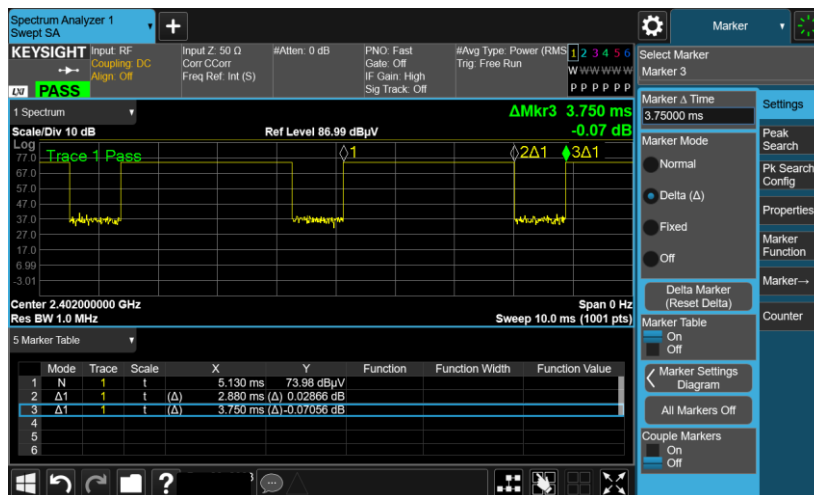 Spectrum Analyzer 1
Swept SA
+
Marker
KEYSIGHT
Input: RF
Coupling: DC
Align: Off
Input Z: 50 Ω
Corr CCorr
Freq Ref: Int (S)
#Atten: 0 dB
PNO: Fast
Gate: Off
IF Gain: High
Sig Track: Off
#Avg Type: Power (RMS
Trig: Free Run
1 2 3 4 5 6
W W W W W W
P P P P P P
LXI PASS
Select Marker
Marker 3
1 Spectrum
ΔMkr3 3.750 ms
Scale/Div 10 dB
Ref Level 86.99 dBµV
-0.07 dB
Log
Trace 1 Pass
1
2Δ1
3Δ1
77.0
67.0
57.0
47.0
37.0
27.0
17.0
6.99
-3.01
Center 2.402000000 GHz
Span 0 Hz
Res BW 1.0 MHz
Sweep 10.0 ms (1001 pts)
5 Marker Table
Mode Trace Scale X Y Function Function Width Function Value
1 N 1 t 5.130 ms 73.98 dBµV
2 Δ1 1 t (Δ) 2.880 ms (Δ) 0.02866 dB
3 Δ1 1 t (Δ) 3.750 ms (Δ) -0.07056 dB
4
5
6
?
Marker Δ Time
3.75000 ms
Marker Mode
Normal
Delta (Δ)
Fixed
Off
Delta Marker
(Reset Delta)
Marker Table
On
Off
Marker Settings
Diagram
All Markers Off
Couple Markers
On
Off
Settings
Peak
Search
Pk Search
Config
Properties
Marker
Function
Marker→
Counter